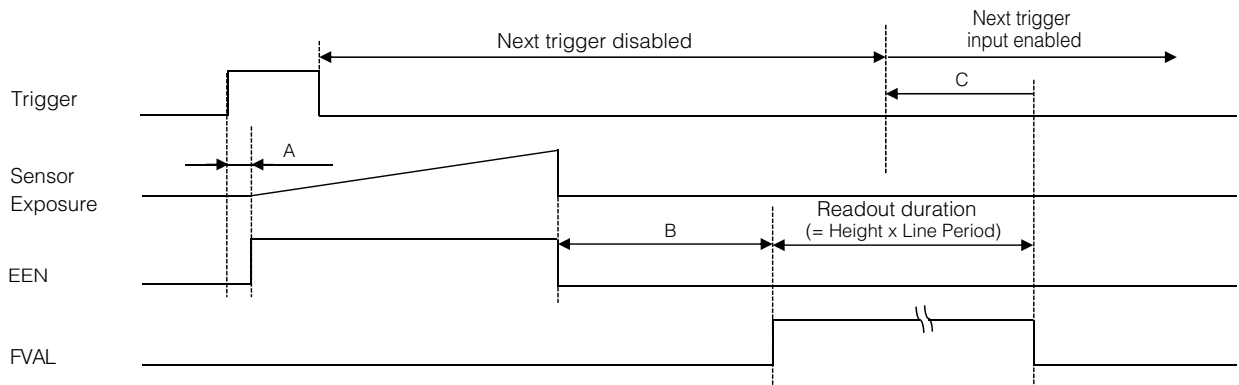 Next trigger disabled
Next trigger
input enabled
Trigger
C
A
Sensor
Exposure
Readout duration
(= Height x Line Period)
B
EEN
FVAL